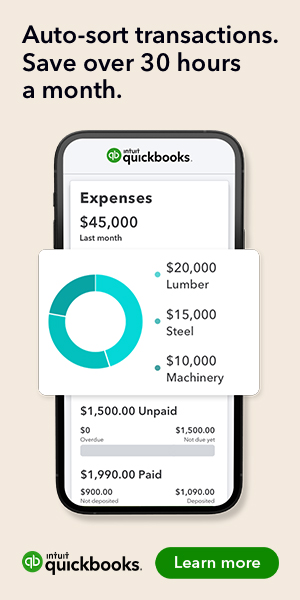 Auto-sort transactions.
Save over 30 hours
a month.
intuit
quickbooks.
Expenses
$45,000
Last month
$20,000
Lumber
$15,000
Steel
$10,000
Machinery
$1,500.00 Unpaid
$0 $1,500.00
Overdue Not due yet
$1,990.00 Paid
$900.00 $1,090.00
Not deposited Deposited
qb intuit
quickbooks.
Learn more